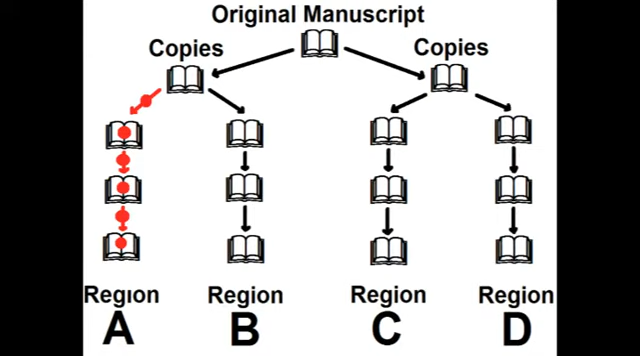 Original Manuscript
Copies
Copies
Region
Region
Region
Region
A
B
C
D